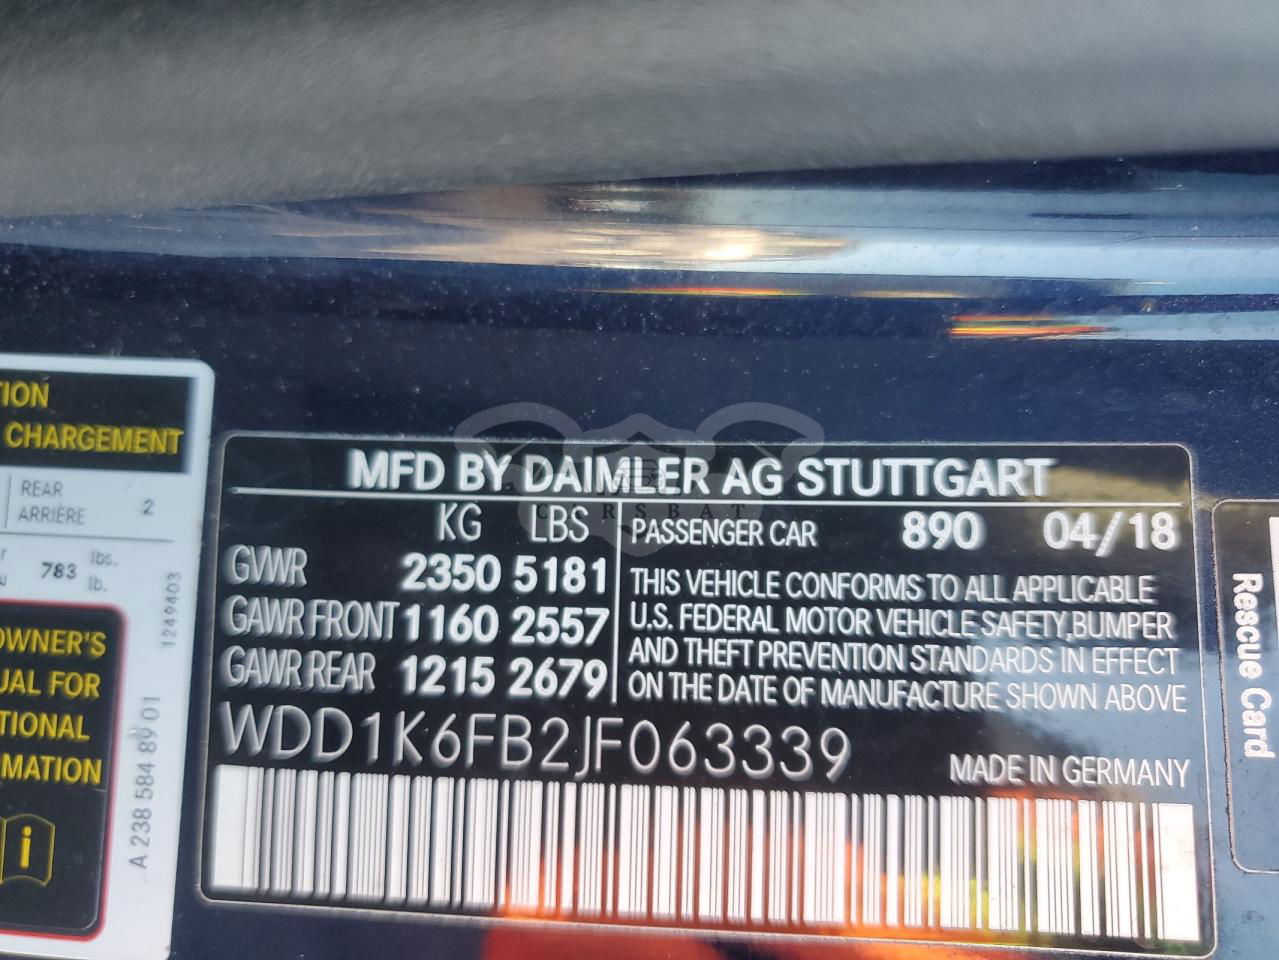 TION
CHARGEMENT
REAR
ARRIÈRE
2
783 lbs.
lb.
OWNER'S
UAL FOR
TIONAL
MATION
i
1249403
A 238 584 89 01
MFD BY DAIMLER AG STUTTGART
KG LBS
GVWR 2350 5181
GAWR FRONT 1160 2557
GAWR REAR 1215 2679
PASSENGER CAR 890 04/18
THIS VEHICLE CONFORMS TO ALL APPLICABLE
U.S. FEDERAL MOTOR VEHICLE SAFETY,BUMPER
AND THEFT PREVENTION STANDARDS IN EFFECT
ON THE DATE OF MANUFACTURE SHOWN ABOVE
WDD1K6FB2JF063339
MADE IN GERMANY
Rescue Card
CARSBAT